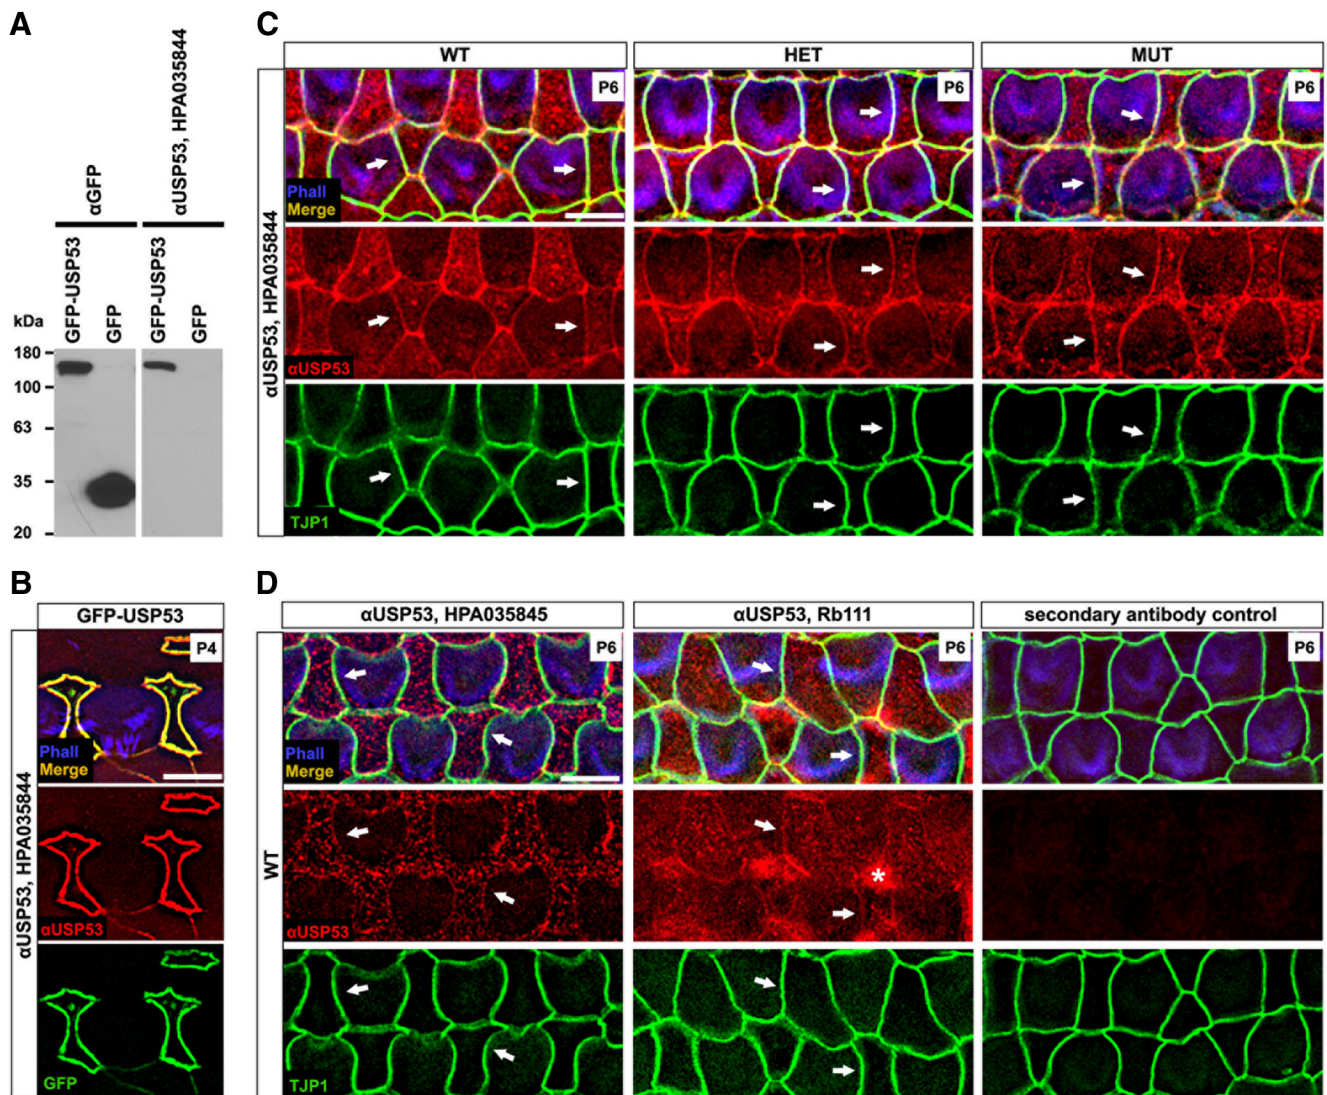 A
αGFP
αUSP53, HPA035844
GFP-USP53
GFP
GFP-USP53
GFP
kDa
180
100
63
35
20
B
GFP-USP53
αUSP53, HPA035844
P4
Phall
Merge
αUSP53
GFP
C
WT
HET
MUT
αUSP53, HPA035844
P6
P6
P6
Phall
Merge
αUSP53
TJP1
D
αUSP53, HPA035845
αUSP53, Rb111
secondary antibody control
WT
P6
P6
P6
Phall
Merge
αUSP53
*
TJP1